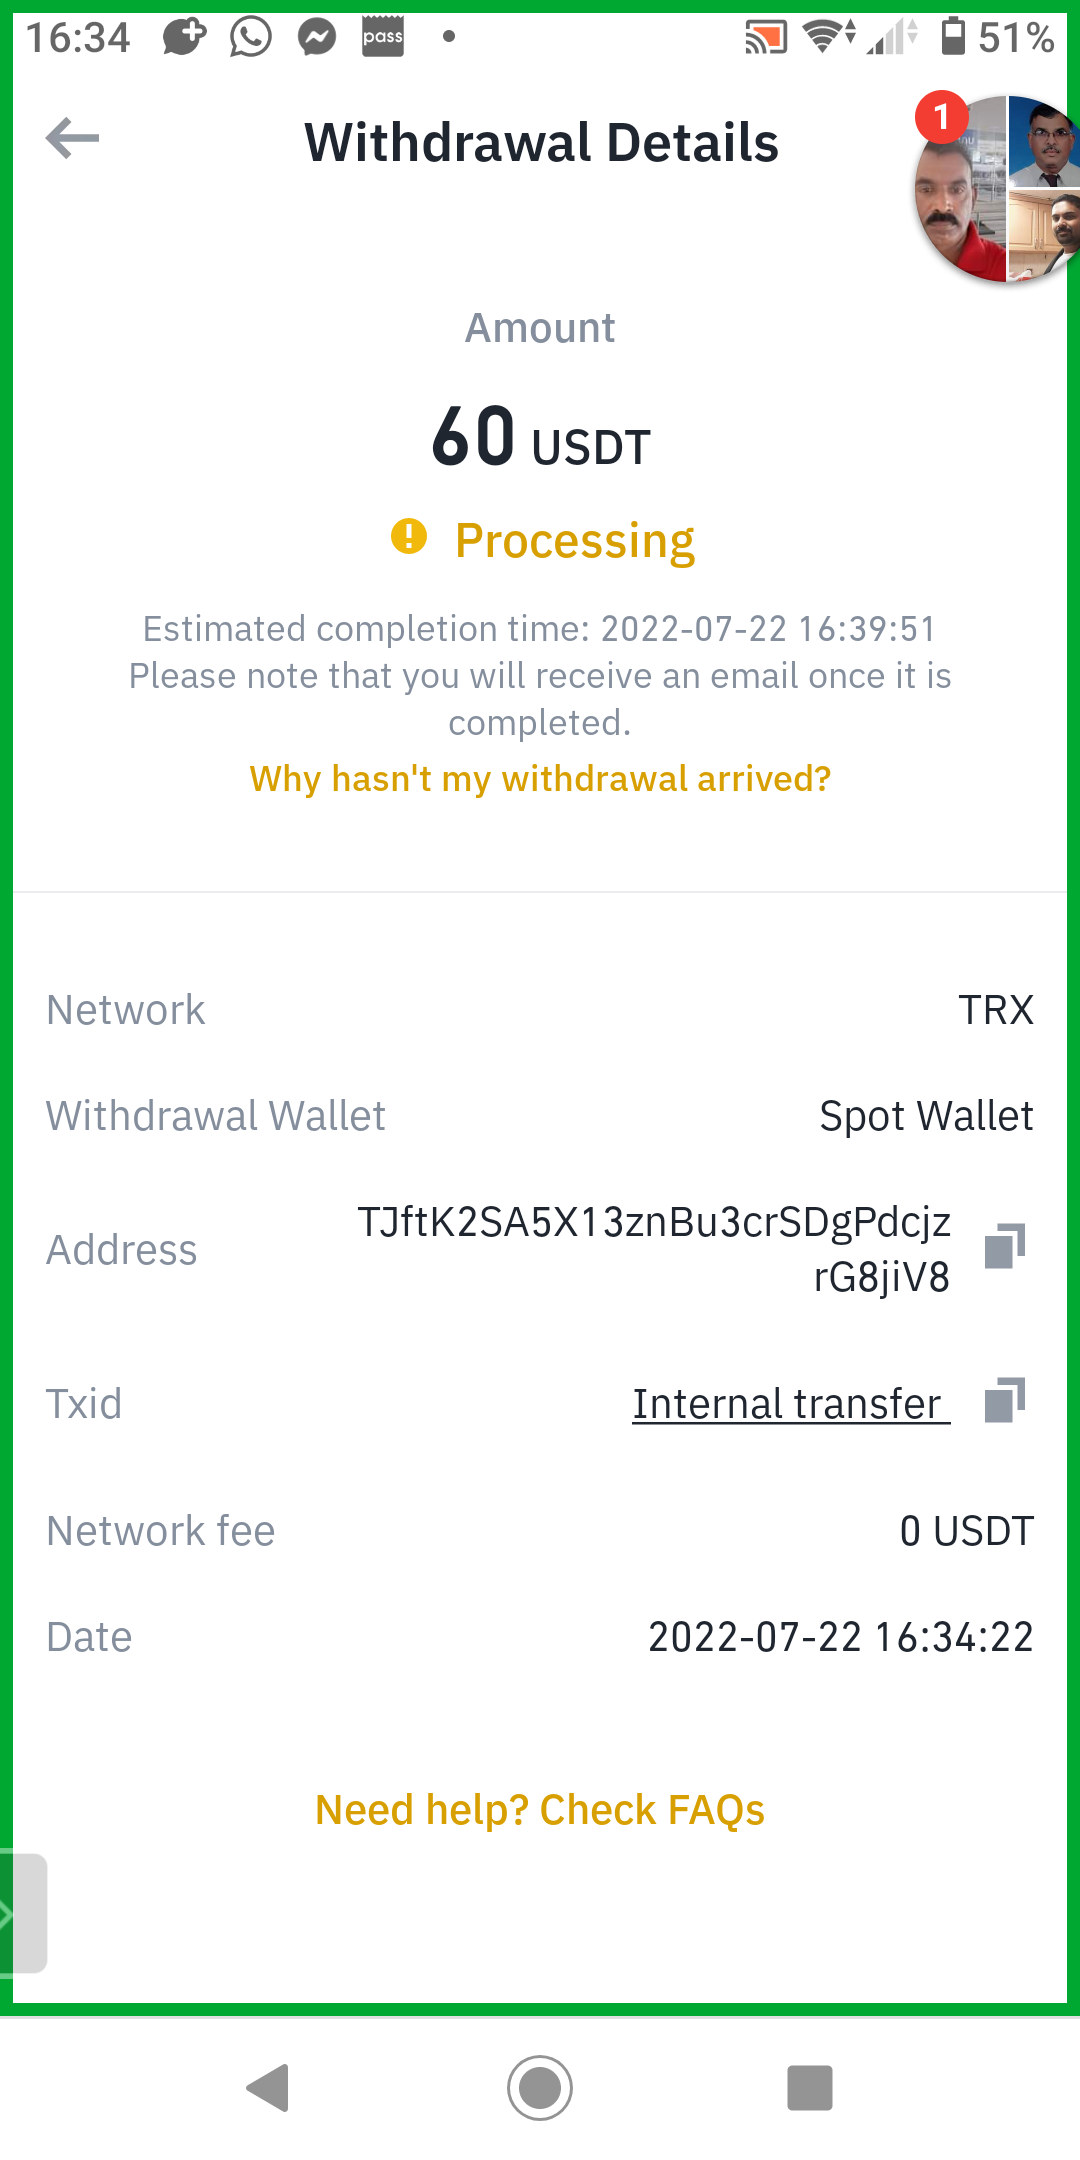 16:34
pass
51%
Withdrawal Details
1
Amount
60 USDT
Processing
Estimated completion time: 2022-07-22 16:39:51
Please note that you will receive an email once it is
completed.
Why hasn't my withdrawal arrived?
Network TRX
Withdrawal Wallet Spot Wallet
Address TJftK2SA5X13znBu3crSDgPdcjz
rG8jiV8
Txid Internal transfer
Network fee 0 USDT
Date 2022-07-22 16:34:22
Need help? Check FAQs